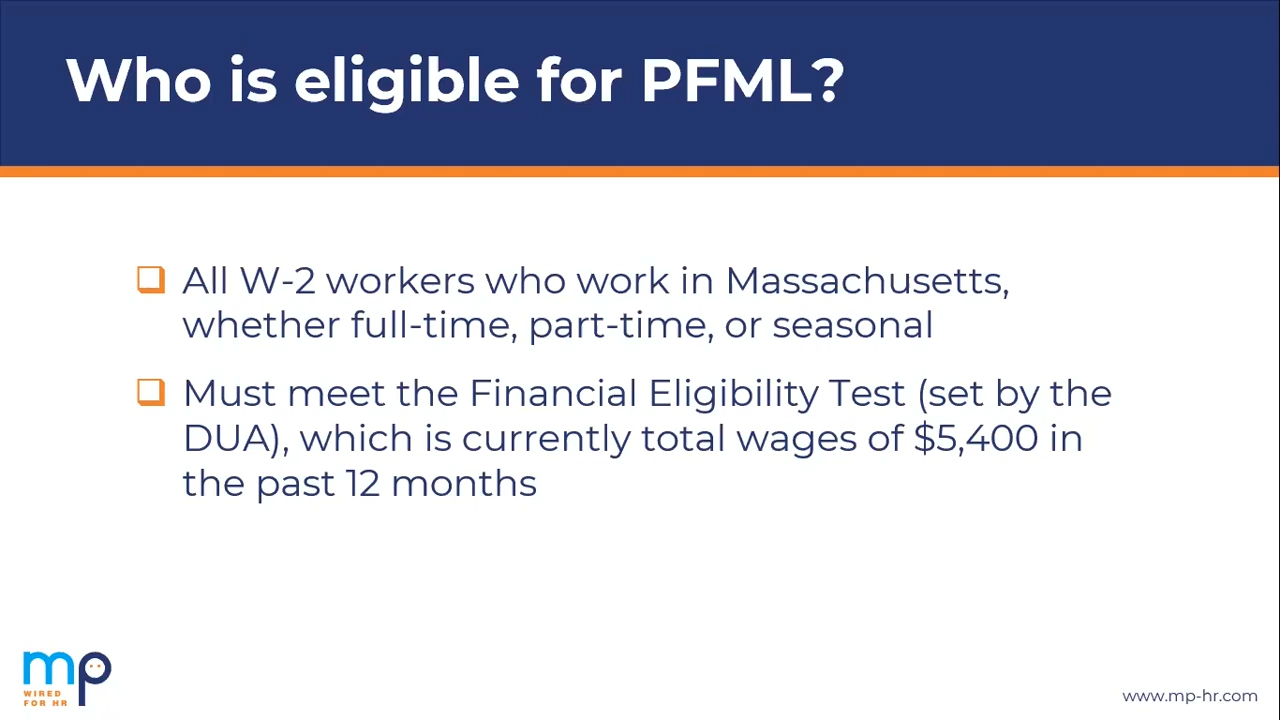 Who is eligible for PFML?
All W-2 workers who work in Massachusetts,
whether full-time, part-time, or seasonal
Must meet the Financial Eligibility Test (set by the
DUA), which is currently total wages of $5,400 in
the past 12 months
mp
WIRED
FOR HR
www.mp-hr.com